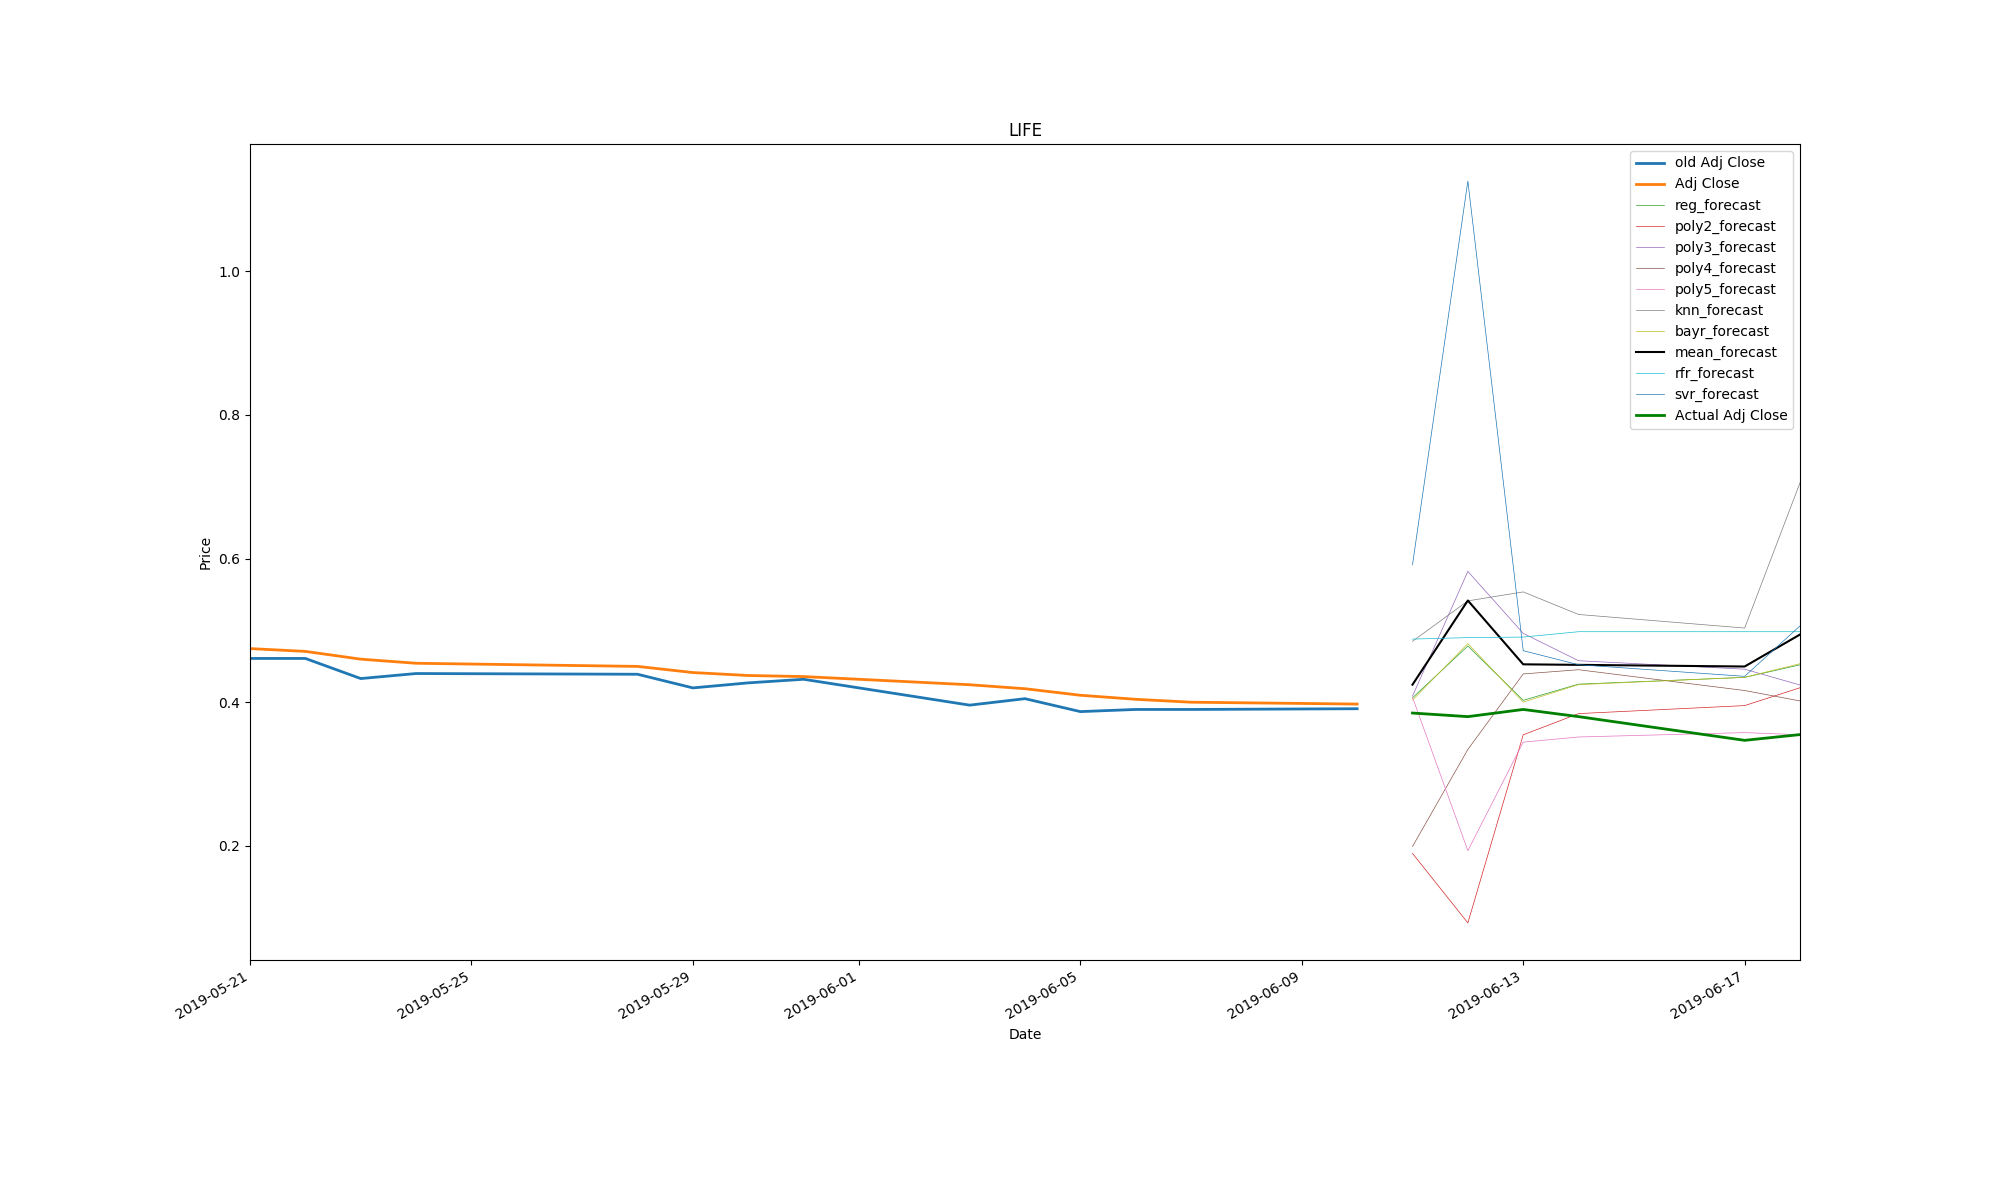 LIFE
old Adj Close
Adj Close
reg_forecast
poly2_forecast
poly3_forecast
poly4_forecast
poly5_forecast
knn_forecast
bayr_forecast
mean_forecast
rfr_forecast
svr_forecast
Actual Adj Close
1.0
0.8
0.6
0.4
0.2
Price
2019-05-21
2019-05-25
2019-05-29
2019-06-01
2019-06-05
2019-06-09
2019-06-13
2019-06-17
Date